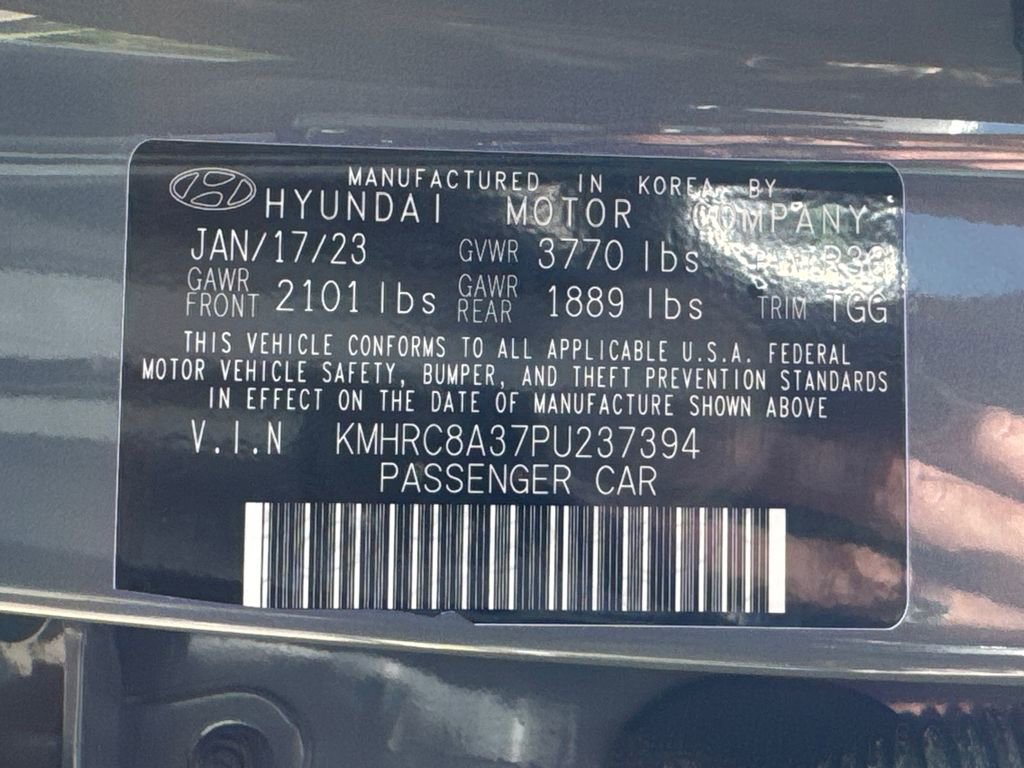 MANUFACTURED IN KOREA BY
HYUNDAI MOTOR COMPANY
JAN/17/23 GVWR 3770 lbs
GAWR FRONT 2101 lbs GAWR REAR 1889 lbs TRIM TGG
THIS VEHICLE CONFORMS TO ALL APPLICABLE U.S.A. FEDERAL
MOTOR VEHICLE SAFETY, BUMPER, AND THEFT PREVENTION STANDARDS
IN EFFECT ON THE DATE OF MANUFACTURE SHOWN ABOVE
V.I.N KMHRC8A37PU237394
PASSENGER CAR